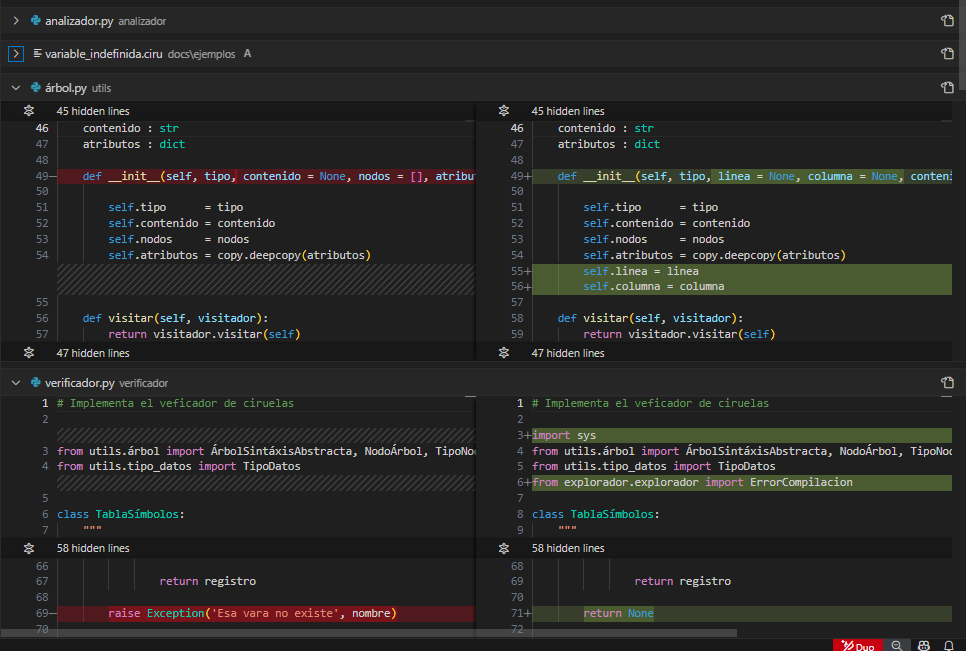 analizador.py analizador
variable_indefinida.ciru docs\ejemplos A
árbol.py utils
45 hidden lines
46 contenido : str
47 atributos : dict
48
49 def __init__(self, tipo, contenido = None, nodos = [], atribu
50
51 self.tipo = tipo
52 self.contenido = contenido
53 self.nodos = nodos
54 self.atributos = copy.deepcopy(atributos)
55
56 def visitar(self, visitador):
57 return visitador.visitar(self)
47 hidden lines
45 hidden lines
46 contenido : str
47 atributos : dict
48
49+ def __init__(self, tipo, linea = None, columna = None, conteni
50
51 self.tipo = tipo
52 self.contenido = contenido
53 self.nodos = nodos
54 self.atributos = copy.deepcopy(atributos)
55+ self.linea = linea
56+ self.columna = columna
57
58 def visitar(self, visitador):
59 return visitador.visitar(self)
47 hidden lines
verificador.py verificador
1 # Implementa el veficador de ciruelas
2
3 from utils.árbol import ÁrbolSintáxisAbstracta, NodoÁrbol, TipoNo
4 from utils.tipo_datos import TipoDatos
5
6 class TablaSímbolos:
7 """
58 hidden lines
66
67 return registro
68
69— raise Exception('Esa vara no existe', nombre)
70
1 # Implementa el veficador de ciruelas
2
3+ import sys
4 from utils.árbol import ÁrbolSintáxisAbstracta, NodoÁrbol, TipoNod
5 from utils.tipo_datos import TipoDatos
6+ from explorador.explorador import ErrorCompilacion
7
8 class TablaSímbolos:
9 """
58 hidden lines
68
69 return registro
70
71+ return None
72
Duo